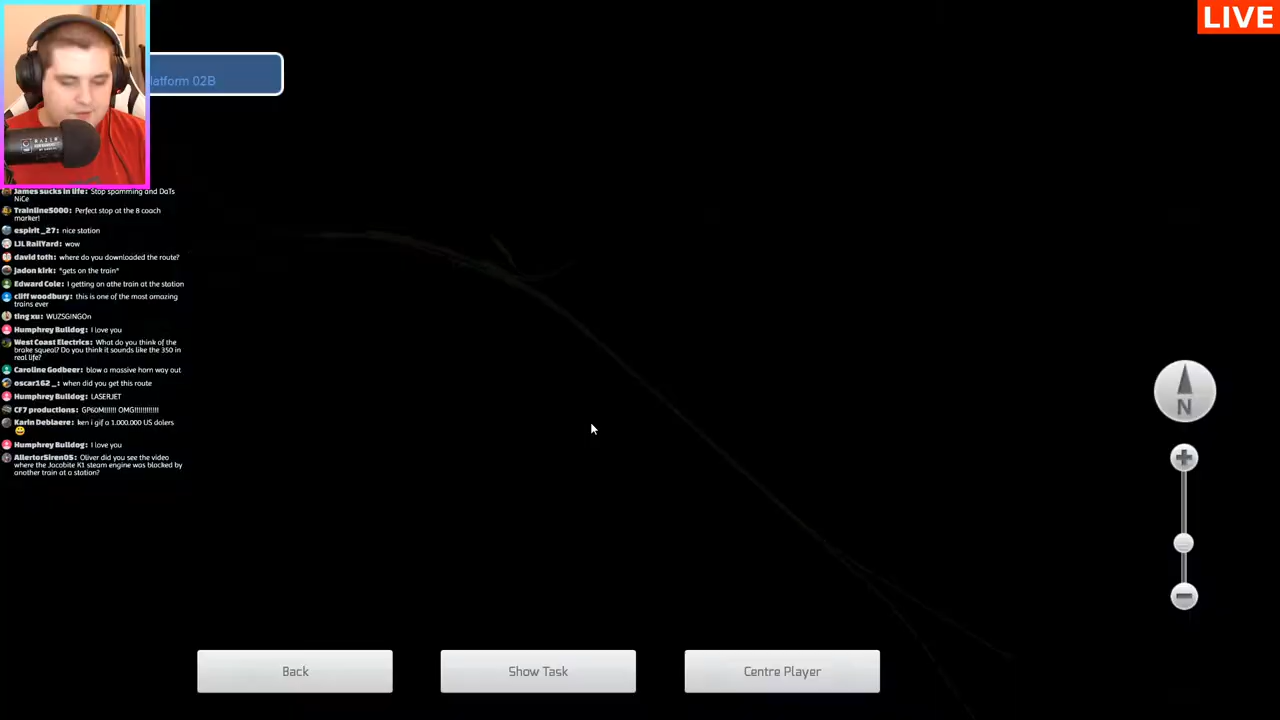 LIVE
latform 02B
James sucks in life: Stop spamming and DaTs
NiCe
Trainline5000: Perfect stop at the 8 coach
marker!
espirit_27: nice station
LJL RailYard: wow
david toth: where do you downloaded the route?
jadon kirk: *gets on the train*
Edward Cole: I getting on athe train at the station
cliff woodbury: this is one of the most amazing
trains ever
ting xu: WUZSGINGOn
Humphrey Bulldog: I love you
West Coast Electrics: What do you think of the
brake squeal? Do you think it sounds like the 350 in
real life?
Caroline Godbeer: blow a massive horn way out
oscar162 _: when did you get this route
Humphrey Bulldog: LASERJET
CF7 productions: GP60M!!!!!! OMG!!!!!!!!!!!!
Karin Deblaere: ken i gif a 1.000.000 US dolers
Humphrey Bulldog: I love you
AllertorSiren05: Oliver did you see the video
where the Jocobite K1 steam engine was blocked by
another train at a station?
N
Back
Show Task
Centre Player